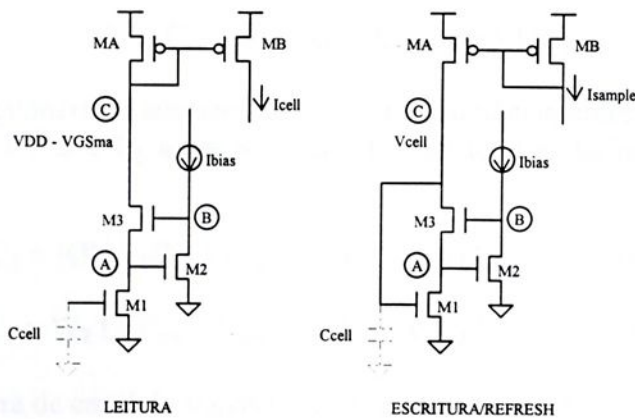 MA
MB
C
Icell
VDD - VGSma
Ibias
M3
B
A
M2
M1
Ccell
LEITURA
MA
MB
C
Isample
Vcell
Ibias
M3
B
A
M2
M1
Ccell
ESCRITURA/REFRESH